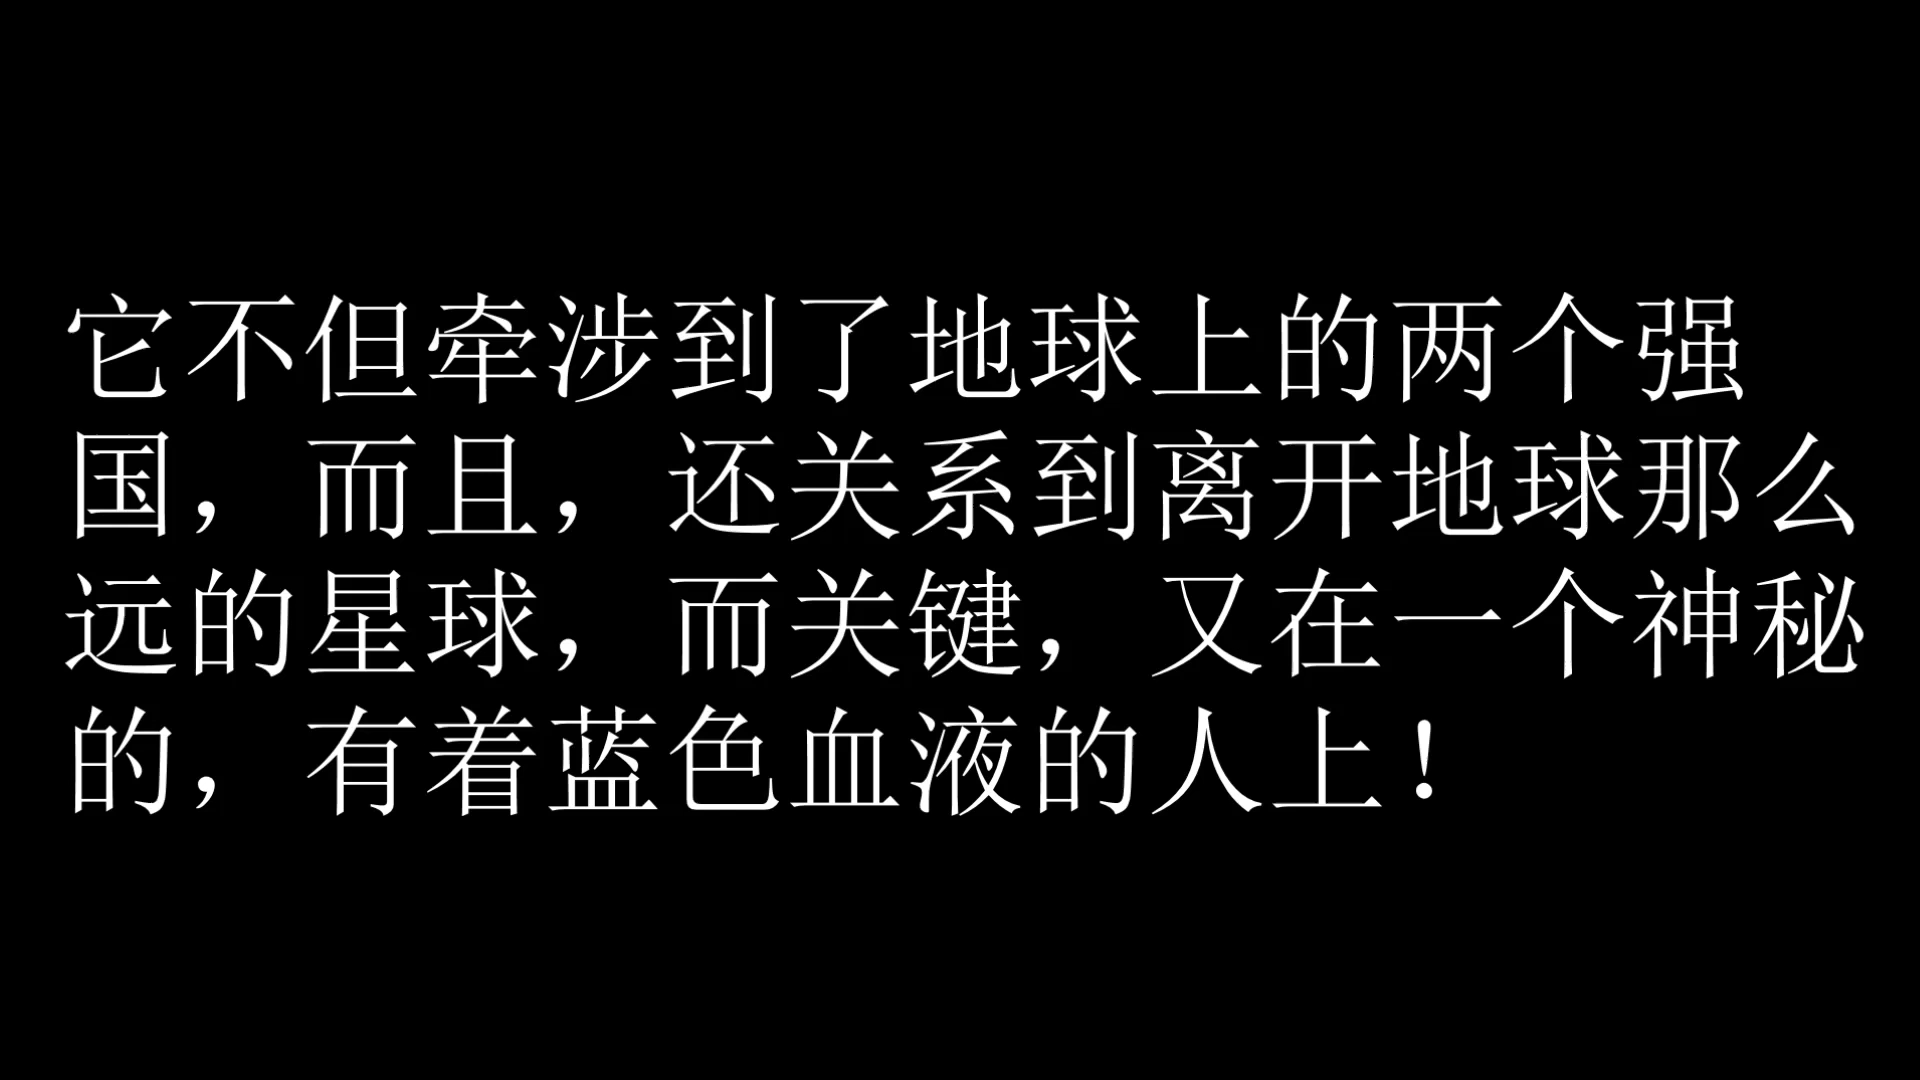 它不但牵涉到了地球上的两个强
国，而且，还关系到离开地球那么
远的星球，而关键，又在一个神秘
的，有着蓝色血液的人上！